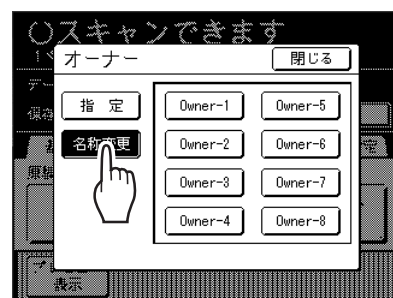 スキャンできます
オーナー
閉じる
指 定
名称変更
Owner-1
Owner-5
Owner-2
Owner-6
Owner-3
Owner-7
Owner-4
Owner-8
表示